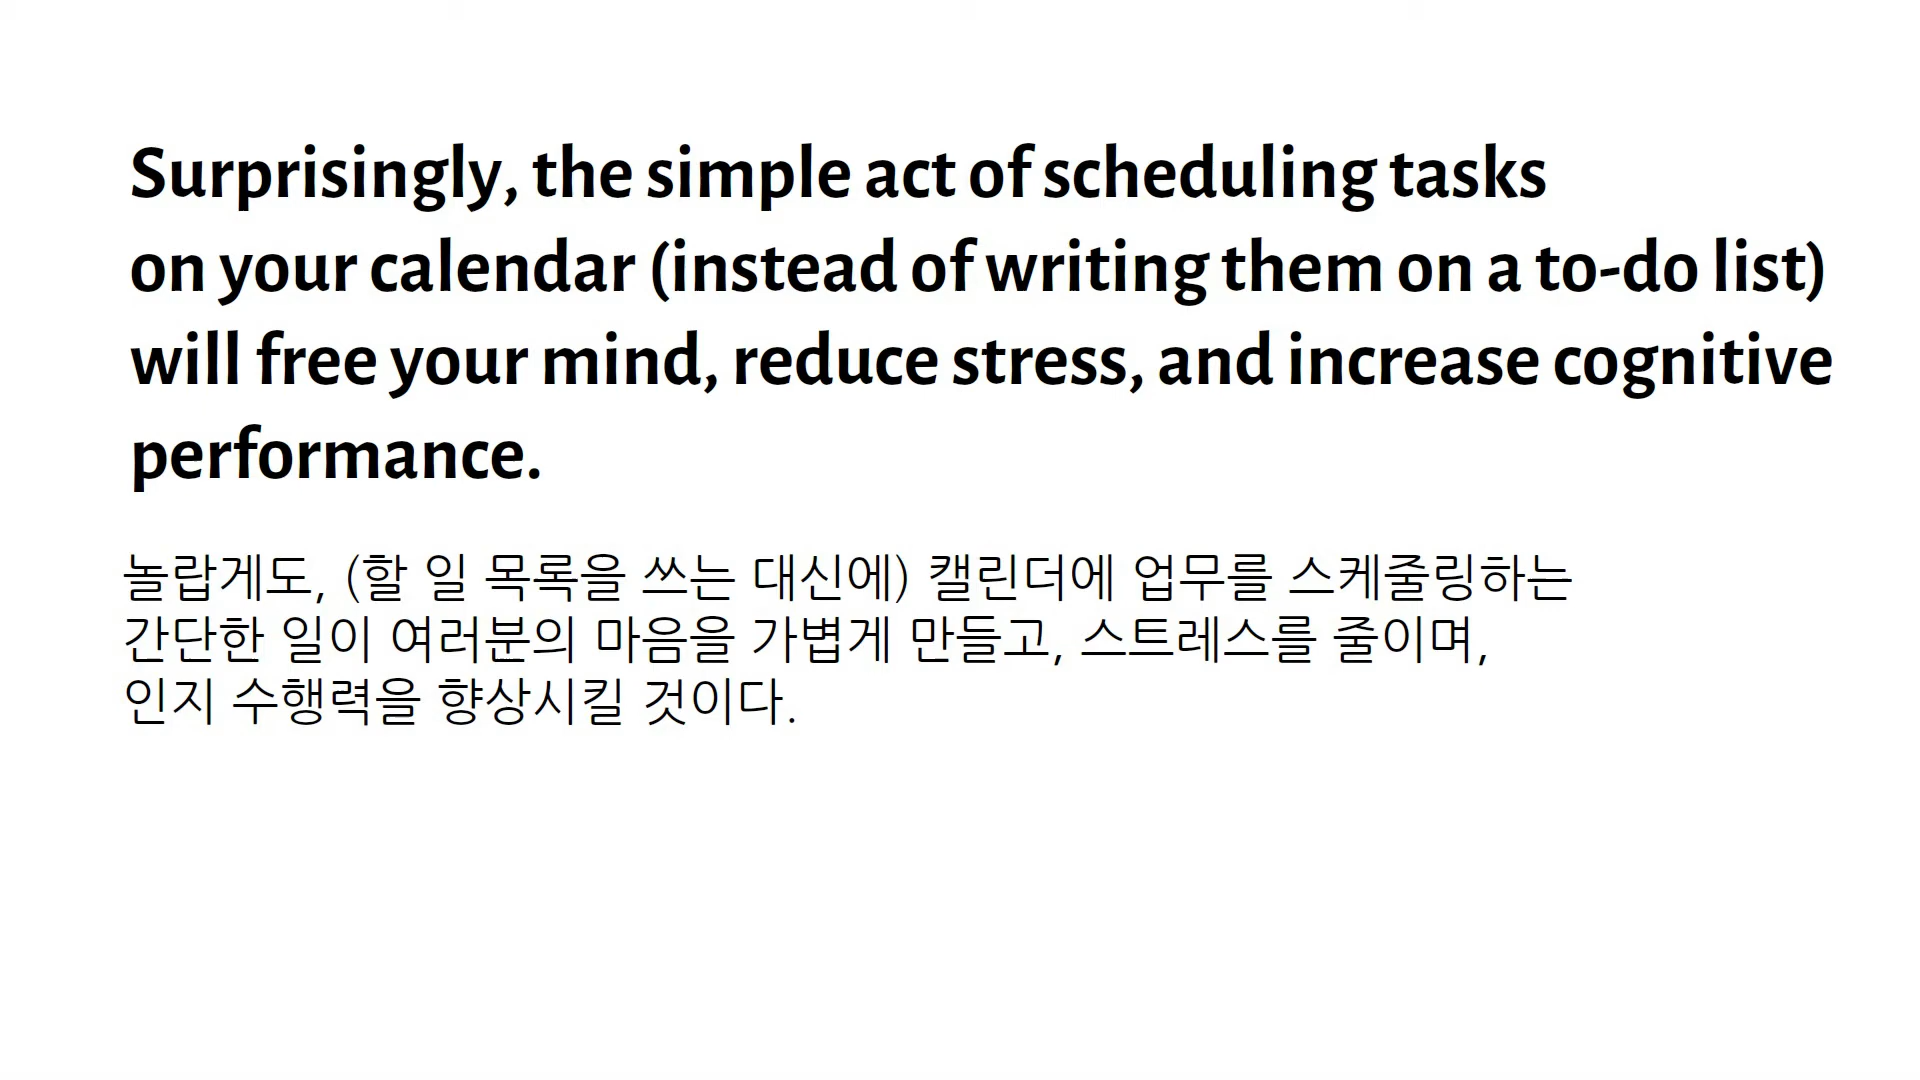 Surprisingly, the simple act of scheduling tasks
on your calendar (instead of writing them on a to-do list)
will free your mind, reduce stress, and increase cognitive
performance.
놀랍게도, (할 일 목록을 쓰는 대신에) 캘린더에 업무를 스케줄링하는
간단한 일이 여러분의 마음을 가볍게 만들고, 스트레스를 줄이며,
인지 수행력을 향상시킬 것이다.